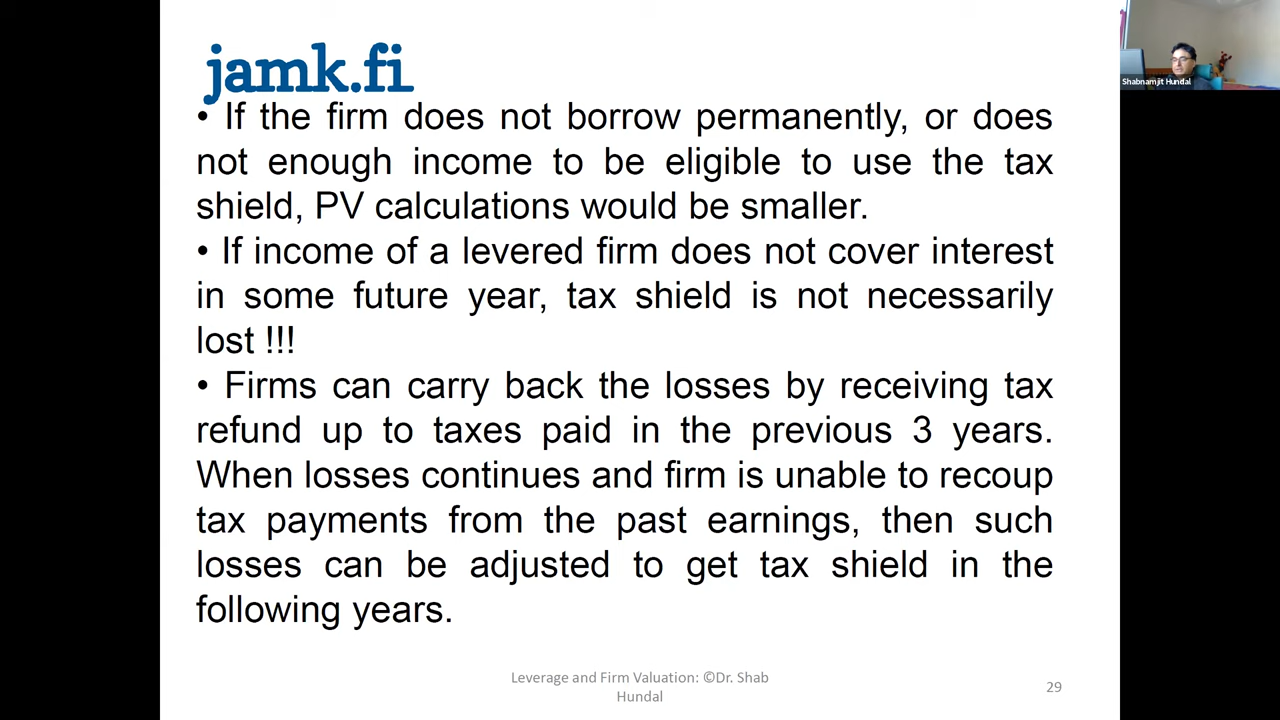 jamk.fi
• If the firm does not borrow permanently, or does
not enough income to be eligible to use the tax
shield, PV calculations would be smaller.
• If income of a levered firm does not cover interest
in some future year, tax shield is not necessarily
lost !!!
• Firms can carry back the losses by receiving tax
refund up to taxes paid in the previous 3 years.
When losses continues and firm is unable to recoup
tax payments from the past earnings, then such
losses can be adjusted to get tax shield in the
following years.
Leverage and Firm Valuation: ©Dr. Shab
Hundal
29
Shabnamjit Hundal